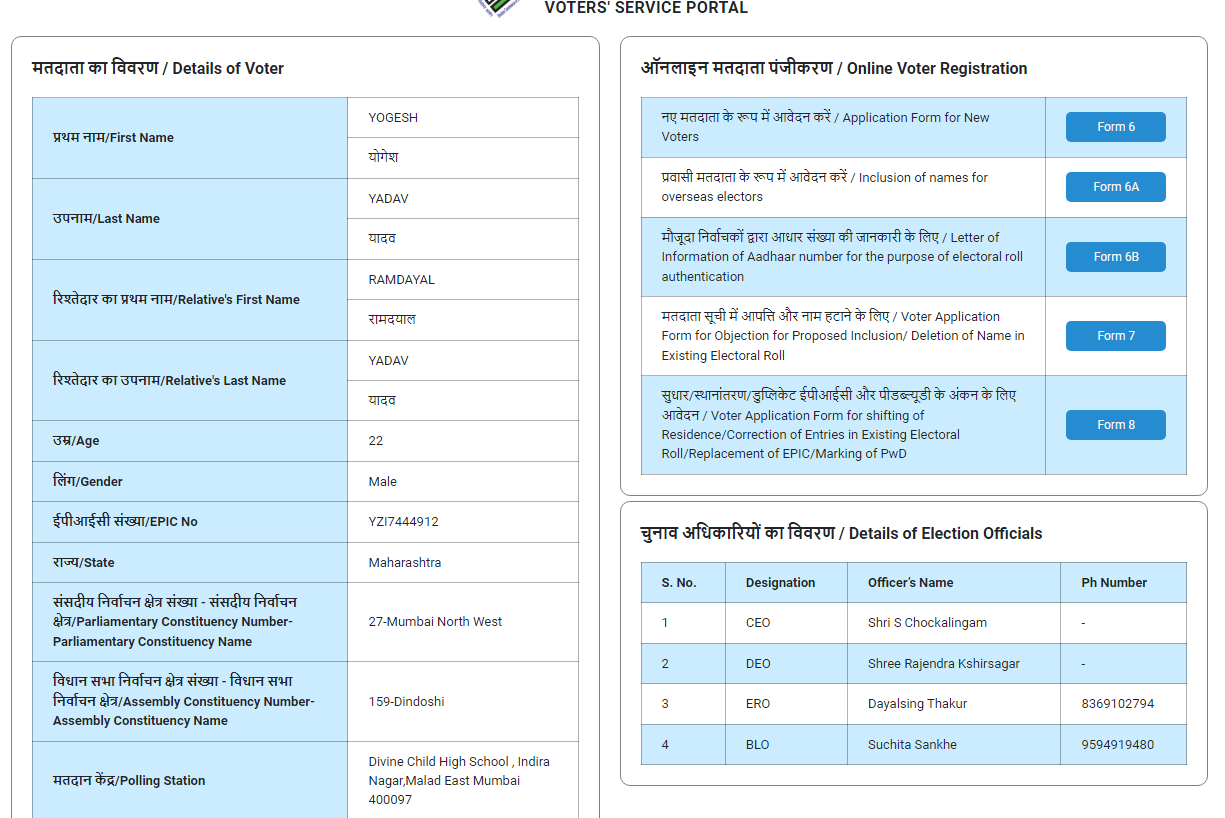 VOTERS' SERVICE PORTAL
मतदाता का विवरण / Details of Voter
प्रथम नाम/First Name
YOGESH
योगेश
उपनाम/Last Name
YADAV
यादव
रिश्तेदार का प्रथम नाम/Relative's First Name
RAMDAYAL
रामदयाल
रिश्तेदार का उपनाम/Relative's Last Name
YADAV
यादव
उम्र/Age
22
लिंग/Gender
Male
ईपीआईसी संख्या/EPIC No
YZI7444912
राज्य/State
Maharashtra
संसदीय निर्वाचन क्षेत्र संख्या - संसदीय निर्वाचन
क्षेत्र/Parliamentary Constituency Number-
Parliamentary Constituency Name
27-Mumbai North West
विधान सभा निर्वाचन क्षेत्र संख्या - विधान सभा
निर्वाचन क्षेत्र/Assembly Constituency Number-
Assembly Constituency Name
159-Dindoshi
मतदान केंद्र/Polling Station
Divine Child High School , Indira
Nagar,Malad East Mumbai
400097
ऑनलाइन मतदाता पंजीकरण / Online Voter Registration
नए मतदाता के रूप में आवेदन करें / Application Form for New
Voters
Form 6
प्रवासी मतदाता के रूप में आवेदन करें / Inclusion of names for
overseas electors
Form 6A
मौजूदा निर्वाचकों द्वारा आधार संख्या की जानकारी के लिए / Letter of
Information of Aadhaar number for the purpose of electoral roll
authentication
Form 6B
मतदाता सूची में आपत्ति और नाम हटाने के लिए / Voter Application
Form for Objection for Proposed Inclusion/ Deletion of Name in
Existing Electoral Roll
Form 7
सुधार/स्थानांतरण/डुप्लिकेट ईपीआईसी और पीडब्ल्यूडी के अंकन के लिए
आवेदन / Voter Application Form for shifting of
Residence/Correction of Entries in Existing Electoral
Roll/Replacement of EPIC/Marking of PwD
Form 8
चुनाव अधिकारियों का विवरण / Details of Election Officials
S. No. Designation Officer’s Name Ph Number
1 CEO Shri S Chockalingam -
2 DEO Shree Rajendra Kshirsagar -
3 ERO Dayalsing Thakur 8369102794
4 BLO Suchita Sankhe 9594919480